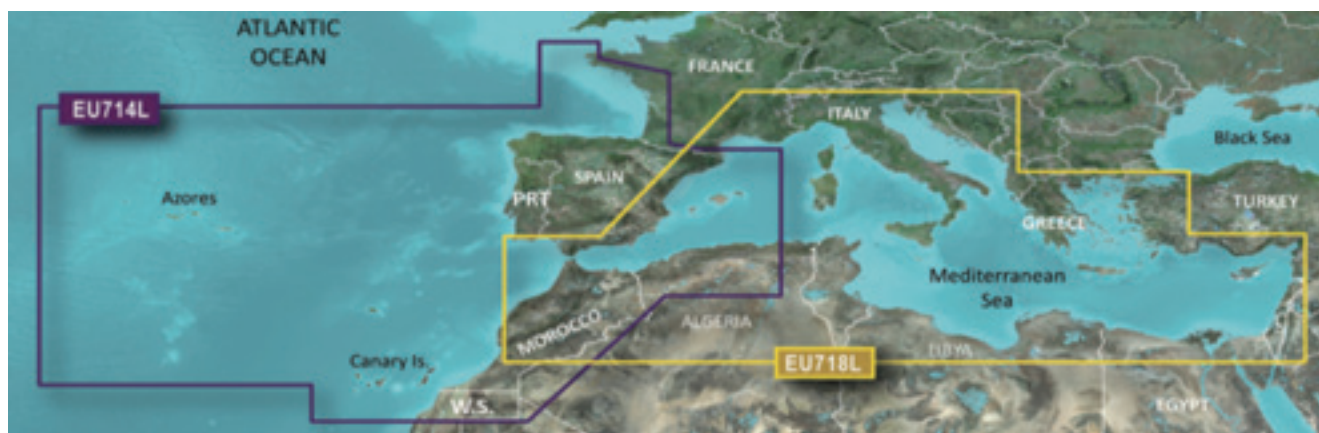 ATLANTIC
OCEAN
FRANCE
EU714L
ITALY
Black Sea
SPAIN
Azores
PRT
TURKEY
GREECE
Mediterranean
Sea
MOROCCO
ALGERIA
Canary Is.
LIBYA
EU718L
W.S.
EGYPT